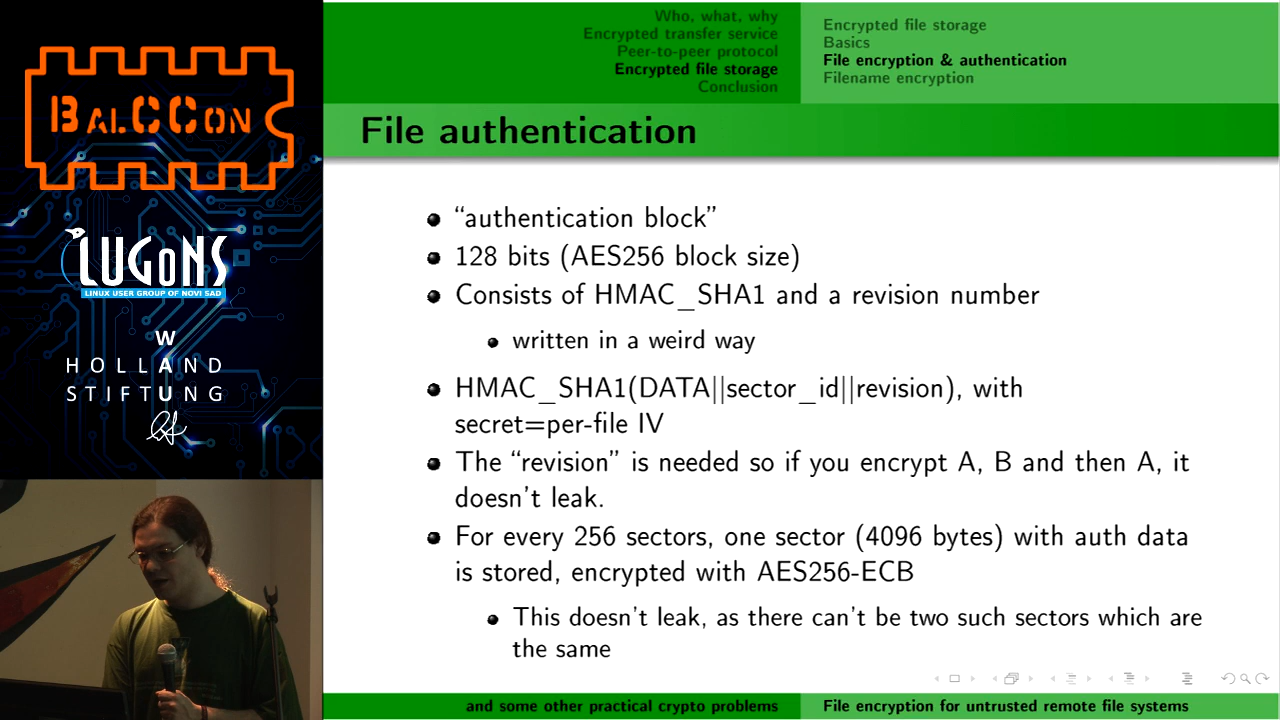 BALCCON
LUGONS
LINUX USER GROUP OF NOVI SAD
W
HOLLAND
STIFTUNG
Who, what, why
Encrypted transfer service
Peer-to-peer protocol
Encrypted file storage
Conclusion
Encrypted file storage
Basics
File encryption & authentication
Filename encryption
File authentication
“authentication block”
128 bits (AES256 block size)
Consists of HMAC_SHA1 and a revision number
written in a weird way
HMAC_SHA1(DATA||sector_id||revision), with
secret=per-file IV
The “revision” is needed so if you encrypt A, B and then A, it
doesn't leak.
For every 256 sectors, one sector (4096 bytes) with auth data
is stored, encrypted with AES256-ECB
This doesn't leak, as there can't be two such sectors which are
the same
and some other practical crypto problems
File encryption for untrusted remote file systems